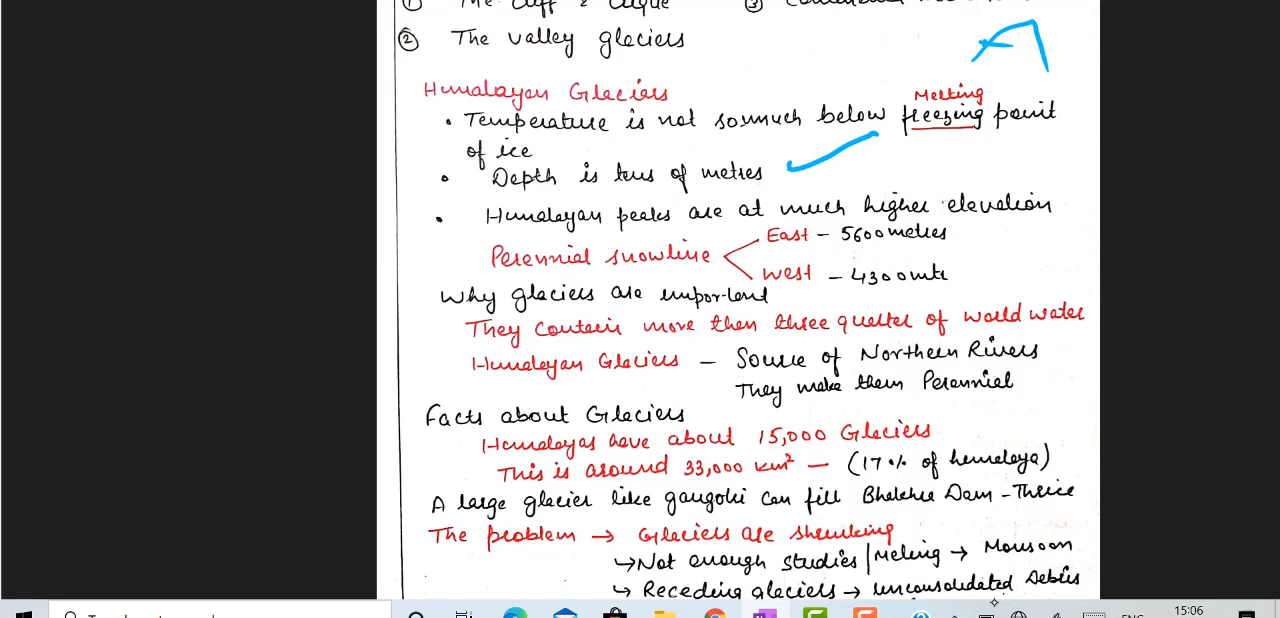 ② The valley glaciers
Himalayan Glaciers
Melting
• Temperature is not so much below freezing point
of ice
• Depth is tens of metres
• Himalayan peaks are at much higher elevation
Perennial snowline East - 5600 metres
West - 4300 mts
Why glaciers are important
They contain more then three quarter of world water
Himalayan Glaciers - Source of Northern Rivers
They make them Perennial
Facts about Glaciers
Himalayas have about 15,000 Glaciers
This is around 33,000 km² - (17% of himalaya)
A large glacier like gangotri can fill Bhakhra Dam - Thrice
The problem → Glaciers are shrinking
↳ Not enough studies | Melting → Monsoon
↳ Receding glaciers → unconsolidated Debris
ENG
15:06